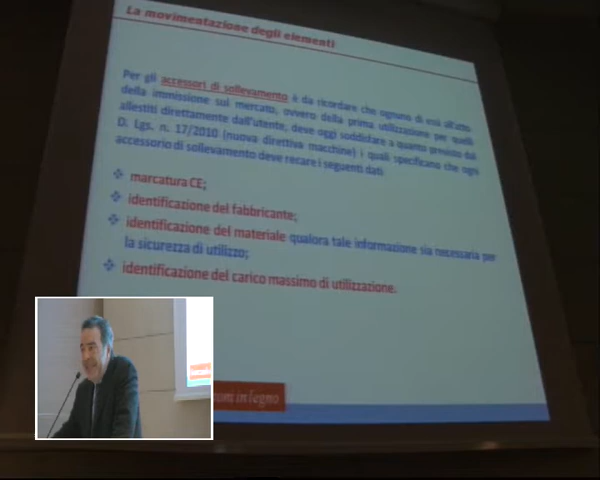 La movimentazione degli elementi
Per gli accessori di sollevamento è da ricordare che ognuno di essi all'atto
della immissione sul mercato, ovvero della prima utilizzazione per quelli
allestiti direttamente dall'utente, deve oggi soddisfare a quanto previsto dal
D. Lgs. n. 17/2010 (nuova direttiva macchine) i quali specificano che ogni
accessorio di sollevamento deve recare i seguenti dati:
marcatura CE;
identificazione del fabbricante;
identificazione del materiale qualora tale informazione sia necessaria per
la sicurezza di utilizzo;
identificazione del carico massimo di utilizzazione.
in legno